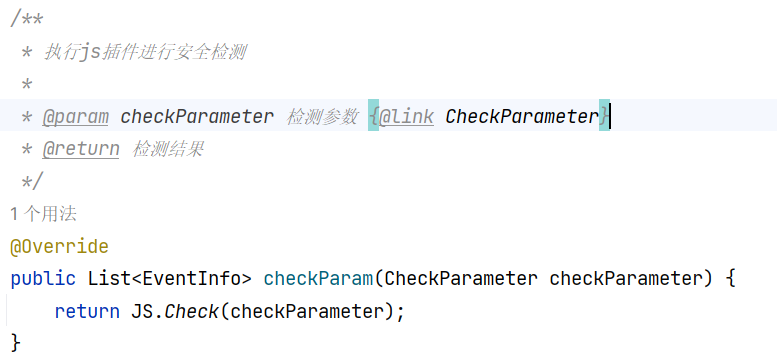 /**
 * 执行js插件进行安全检测
 *
 * @param checkParameter 检测参数 {@link CheckParameter}
 * @return 检测结果
 */
1 个用法
@Override
public List<EventInfo> checkParam(CheckParameter checkParameter) {
    return JS.Check(checkParameter);
}